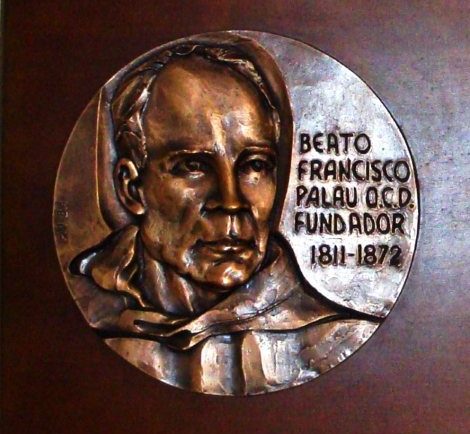 BEATO
FRANCISCO
PALAU O.C.D.
FUNDADOR
1811-1872